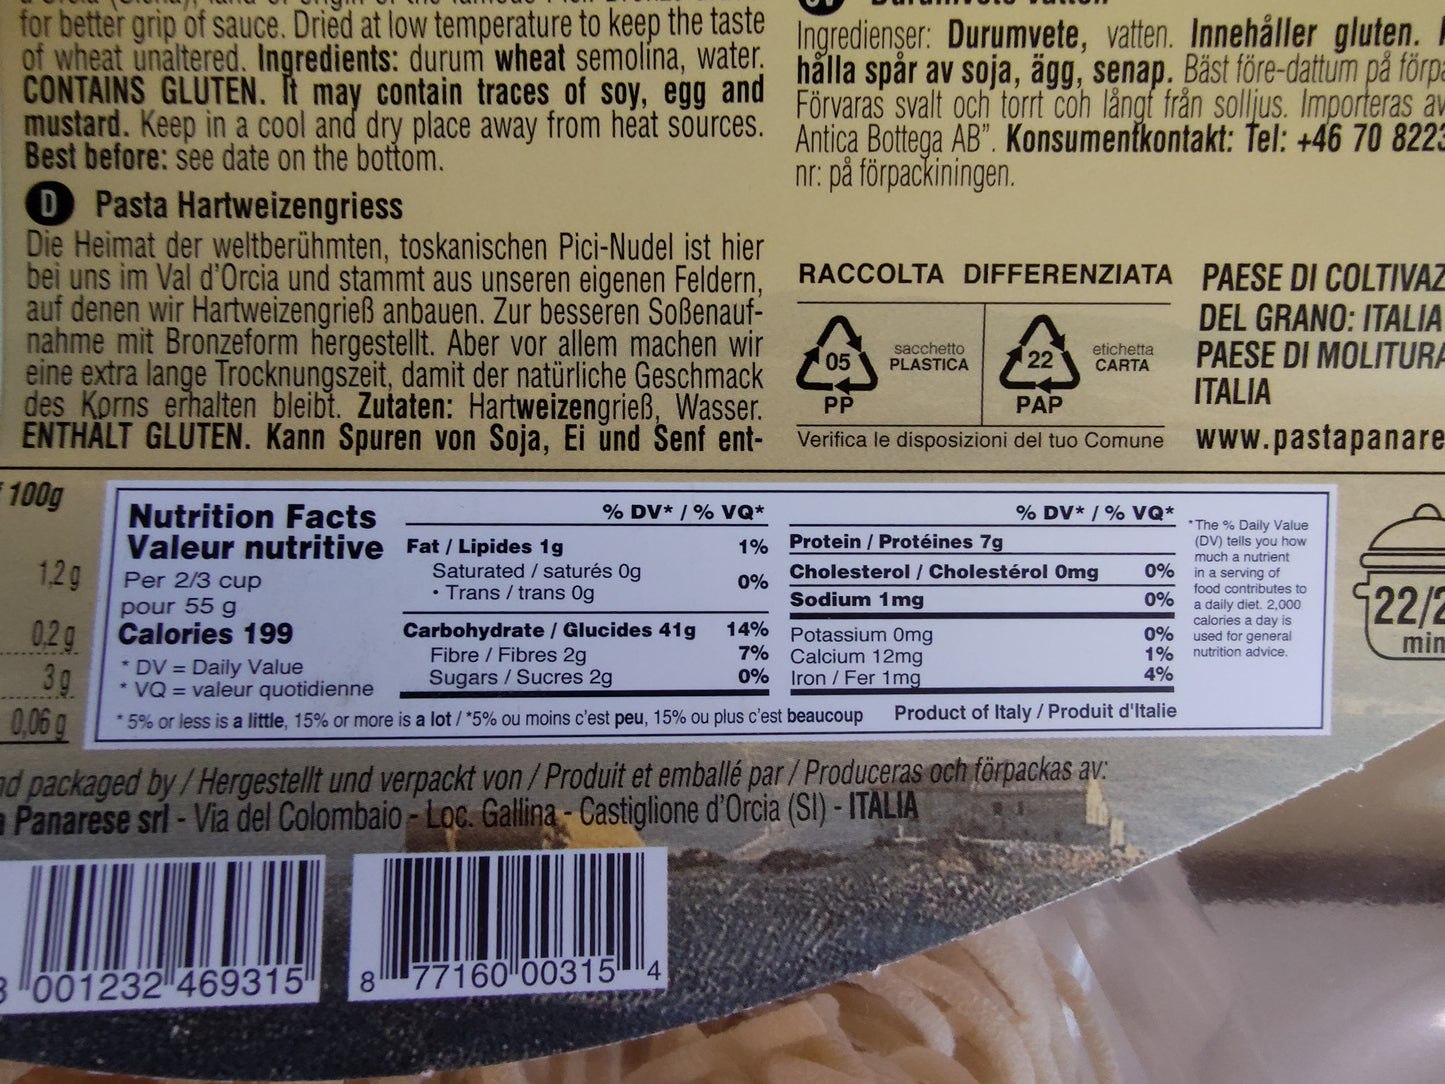 for better grip of sauce. Dried at low temperature to keep the taste
of wheat unaltered. Ingredients: durum wheat semolina, water.
CONTAINS GLUTEN. It may contain traces of soy, egg and
mustard. Keep in a cool and dry place away from heat sources.
Best before: see date on the bottom.
D Pasta Hartweizengriess
Die Heimat der weltberühmten, toskanischen Pici-Nudel ist hier
bei uns im Val d'Orcia und stammt aus unseren eigenen Feldern,
auf denen wir Hartweizengrieß anbauen. Zur besseren Soßenauf-
nahme mit Bronzeform hergestellt. Aber vor allem machen wir
eine extra lange Trocknungszeit, damit der natürliche Geschmack
des Korns erhalten bleibt. Zutaten: Hartweizengrieß, Wasser.
ENTHÄLT GLUTEN. Kann Spuren von Soja, Ei und Senf ent-
Ingredienser: Durumvete, vatten. Innehåller gluten.
hålla spår av soja, ägg, senap. Bäst före-dattum på
Förvaras svalt och torrt coh långt från solljus. Importeras av
Antica Bottega AB". Konsumentkontakt: Tel: +46 70
nr: på förpackiningen.
RACCOLTA DIFFERENZIATA
05
PP
sacchetto
PLASTICA
22
PAP
etichetta
CARTA
Verifica le disposizioni del tuo Comune
PAESE DI
DEL GRANO: ITALIA
PAESE DI
ITALIA
100g
1,2 g
0,2 g
3 g
0,06 g
Nutrition Facts
Valeur nutritive
Per 2/3 cup
pour 55 g
Calories 199
* DV = Daily Value
* VQ = valeur quotidienne
% DV* / % VQ*
Fat / Lipides 1g 1%
Saturated / saturés 0g
• Trans / trans 0g 0%
Carbohydrate / Glucides 41g 14%
Fibre / Fibres 2g 7%
Sugars / Sucres 2g 0%
% DV* / % VQ*
Protein / Protéines 7g
Cholesterol / Cholestérol 0mg 0%
Sodium 1mg 0%
Potassium 0mg 0%
Calcium 12mg 1%
Iron / Fer 1mg 4%
*The % Daily Value
(DV) tells you how
much a nutrient
in a serving of
food contributes to
a daily diet. 2,000
calories a day is
used for general
nutrition advice.
* 5% or less is a little, 15% or more is a lot / *5% ou moins c'est peu, 15% ou plus c'est beaucoup
Product of Italy / Produit d'Italie
packaged by / Hergestellt und verpackt von / Produit et emballé par / Produceras och förpackas av:
Panarese srl - Via del Colombaio - Loc. Gallina - Castiglione d'Orcia (SI) - ITALIA
8 001232 469315
8 77160 00315 4